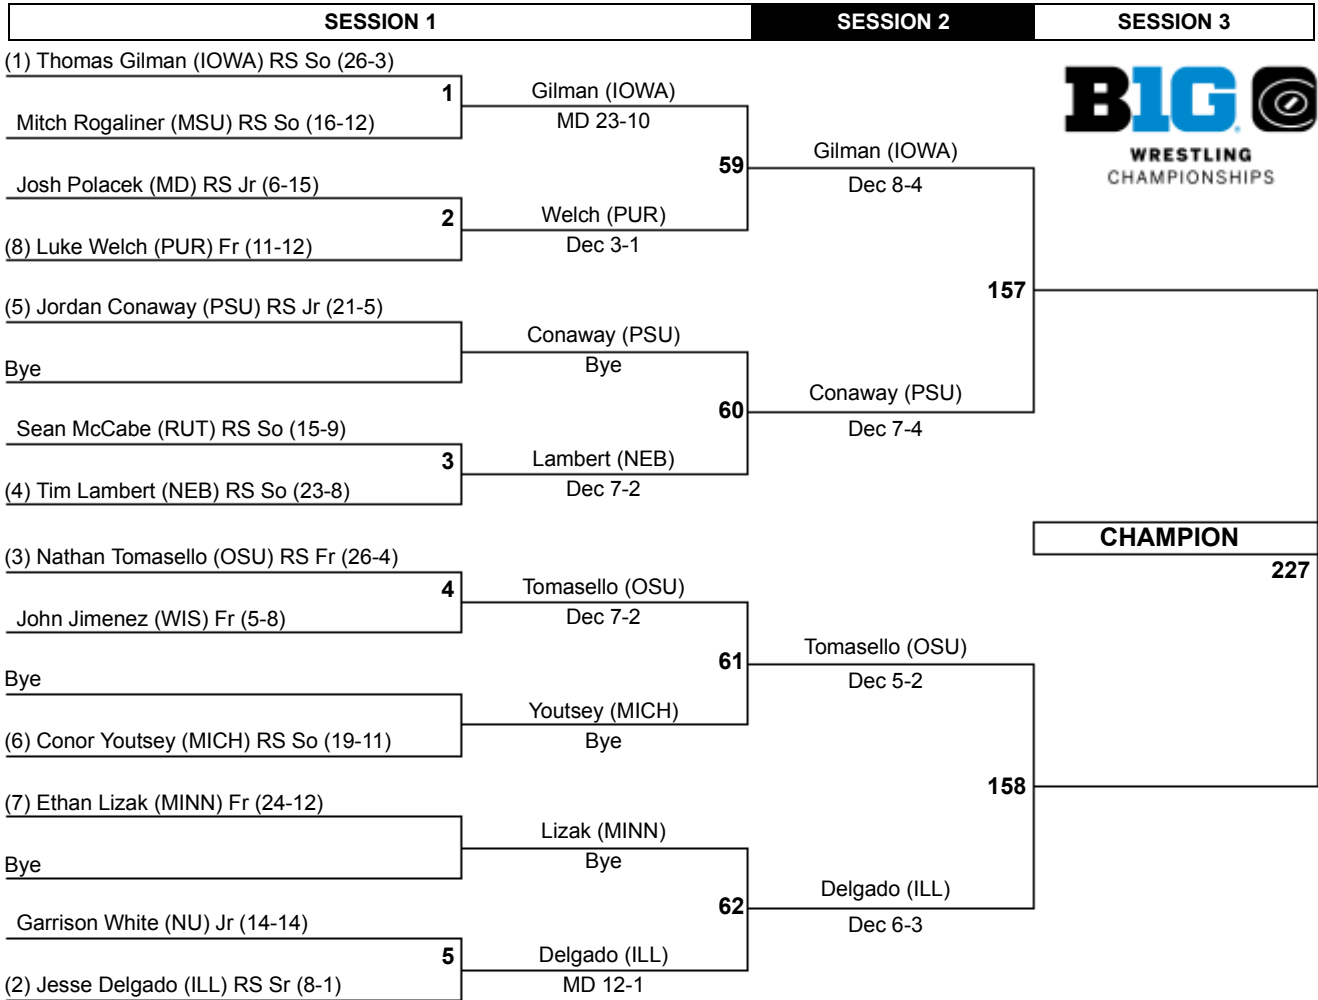 SESSION 1
SESSION 2
SESSION 3
(1) Thomas Gilman (IOWA) RS So (26-3)
1
Gilman (IOWA)
MD 23-10
Mitch Rogaliner (MSU) RS So (16-12)
59
Gilman (IOWA)
Dec 8-4
B1G
WRESTLING
CHAMPIONSHIPS
Josh Polacek (MD) RS Jr (6-15)
2
Welch (PUR)
Dec 3-1
(8) Luke Welch (PUR) Fr (11-12)
157
(5) Jordan Conaway (PSU) RS Jr (21-5)
Conaway (PSU)
Bye
Bye
60
Conaway (PSU)
Dec 7-4
Sean McCabe (RUT) RS So (15-9)
3
Lambert (NEB)
Dec 7-2
(4) Tim Lambert (NEB) RS So (23-8)
CHAMPION
227
(3) Nathan Tomasello (OSU) RS Fr (26-4)
4
Tomasello (OSU)
Dec 7-2
John Jimenez (WIS) Fr (5-8)
61
Tomasello (OSU)
Dec 5-2
Bye
Youtsey (MICH)
Bye
(6) Conor Youtsey (MICH) RS So (19-11)
158
(7) Ethan Lizak (MINN) Fr (24-12)
Lizak (MINN)
Bye
Bye
62
Delgado (ILL)
Dec 6-3
Garrison White (NU) Jr (14-14)
5
Delgado (ILL)
MD 12-1
(2) Jesse Delgado (ILL) RS Sr (8-1)